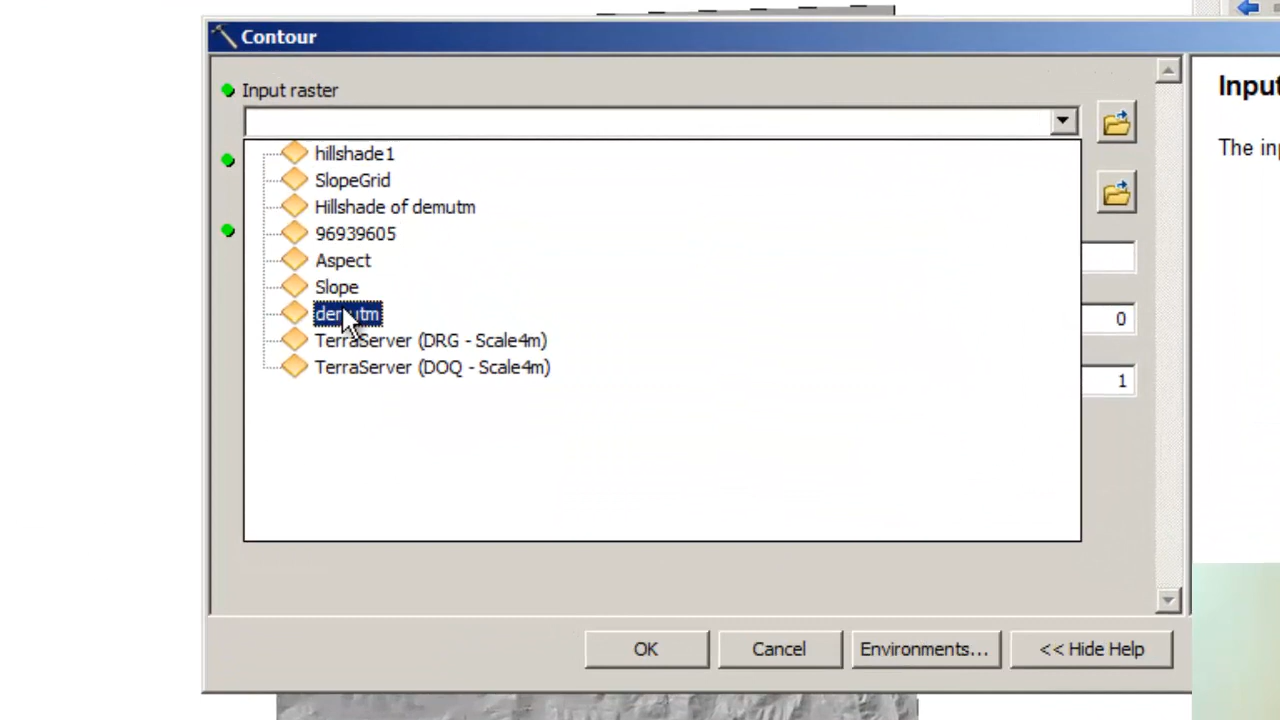 Contour
Input raster
Input
The inp
hillshade1
SlopeGrid
Hillshade of demutm
96939605
Aspect
Slope
demutm
0
TerraServer (DRG - Scale4m)
TerraServer (DOQ - Scale4m)
1
OK
Cancel
Environments...
<< Hide Help